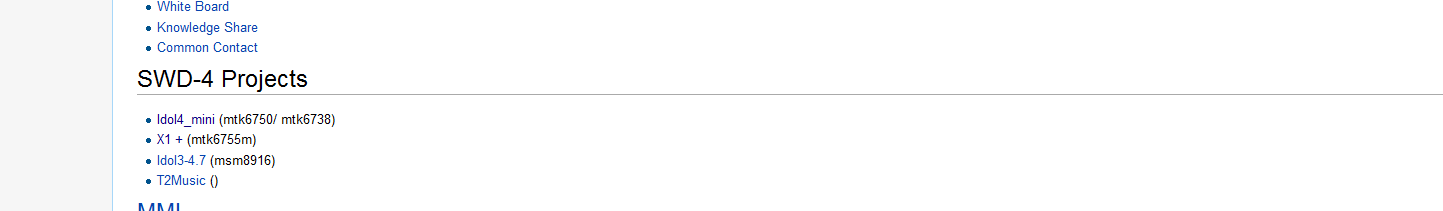 White Board
Knowledge Share
Common Contact
SWD-4 Projects
Idol4_mini (mtk6750/ mtk6738)
X1 + (mtk6755m)
Idol3-4.7 (msm8916)
T2Music ()
MMI